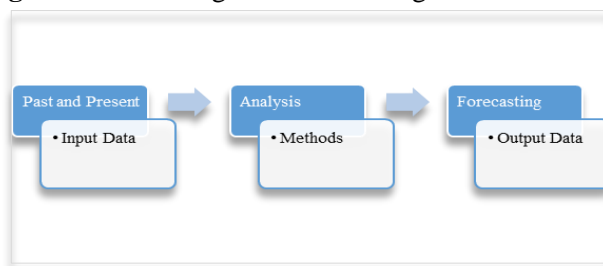 Past and Present
• Input Data
Analysis
• Methods
Forecasting
• Output Data